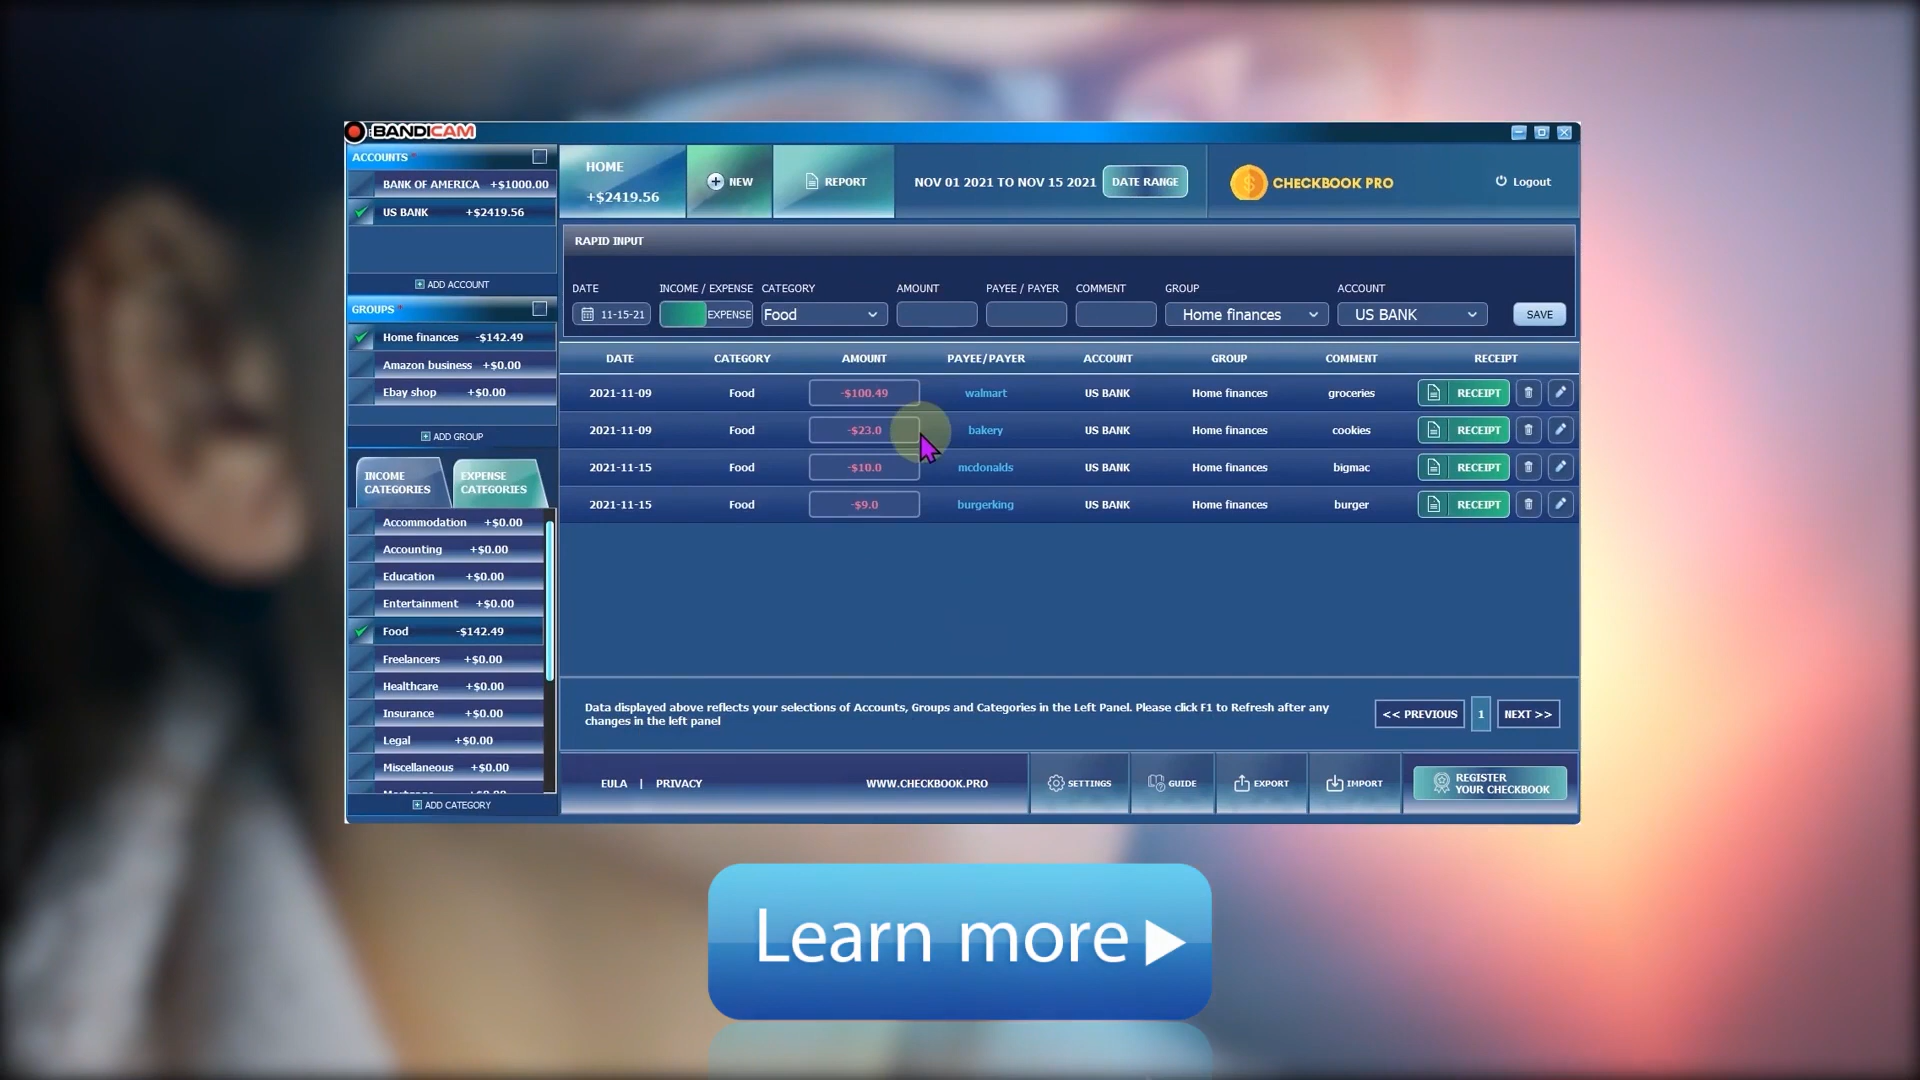 BANDICAM
ACCOUNTS *
BANK OF AMERICA +$1000.00
US BANK +$2419.56
ADD ACCOUNT
GROUPS *
Home finances -$142.49
Amazon business +$0.00
Ebay shop +$0.00
ADD GROUP
INCOME CATEGORIES
EXPENSE CATEGORIES
Accommodation +$0.00
Accounting +$0.00
Education +$0.00
Entertainment +$0.00
Food -$142.49
Freelancers +$0.00
Healthcare +$0.00
Insurance +$0.00
Legal +$0.00
Miscellaneous +$0.00
ADD CATEGORY
HOME
+$2419.56
NEW
REPORT
NOV 01 2021 TO NOV 15 2021 DATE RANGE
CHECKBOOK PRO
Logout
RAPID INPUT
DATE INCOME / EXPENSE CATEGORY AMOUNT PAYEE / PAYER COMMENT GROUP ACCOUNT
11-15-21 EXPENSE Food Home finances US BANK SAVE
DATE CATEGORY AMOUNT PAYEE/PAYER ACCOUNT GROUP COMMENT RECEIPT
2021-11-09 Food -$100.49 walmart US BANK Home finances groceries RECEIPT
2021-11-09 Food -$23.0 bakery US BANK Home finances cookies RECEIPT
2021-11-15 Food -$10.0 mcdonalds US BANK Home finances bigmac RECEIPT
2021-11-15 Food -$9.0 burgerking US BANK Home finances burger RECEIPT
Data displayed above reflects your selections of Accounts, Groups and Categories in the Left Panel. Please click F1 to Refresh after any
changes in the left panel
<< PREVIOUS 1 NEXT >>
EULA | PRIVACY
WWW.CHECKBOOK.PRO
SETTINGS
GUIDE
EXPORT
IMPORT
REGISTER
YOUR CHECKBOOK
Learn more